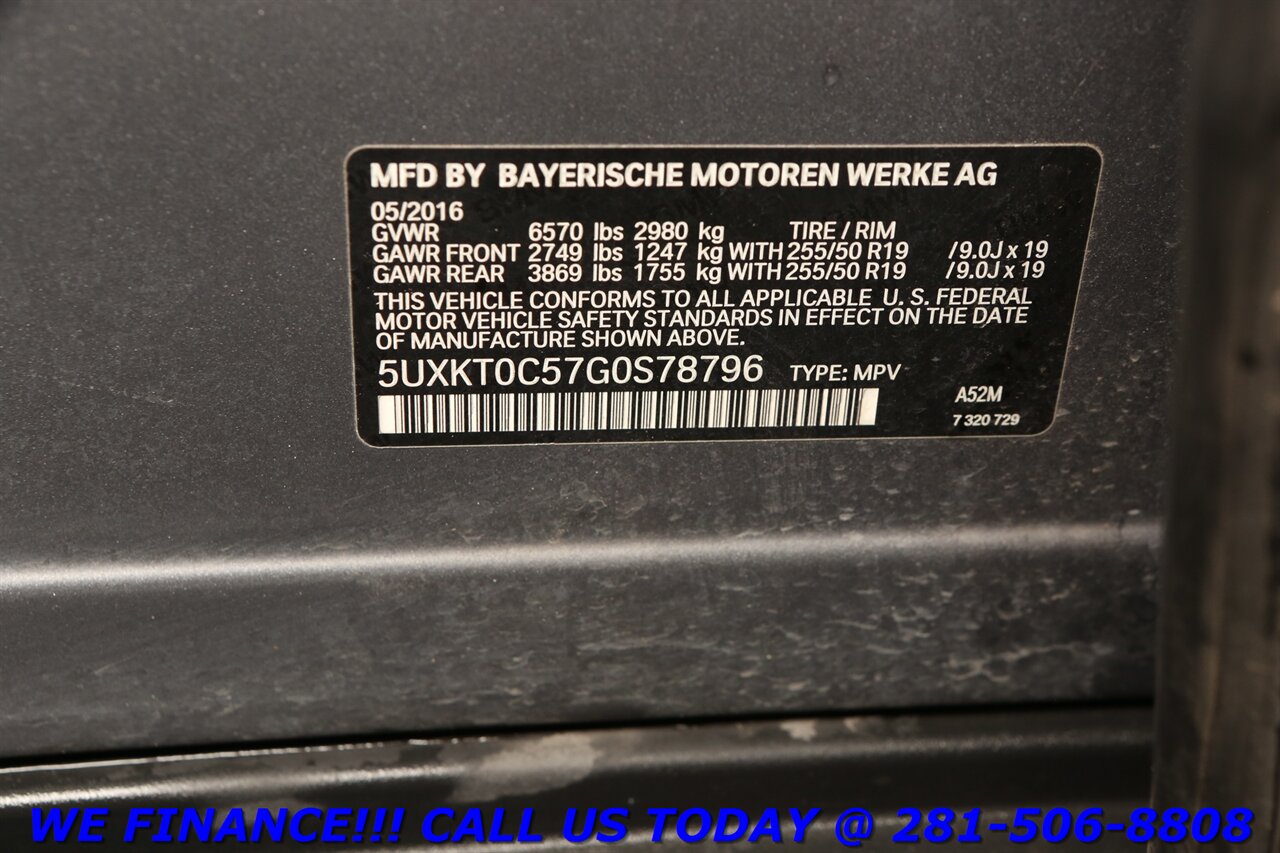 MFD BY BAYERISCHE MOTOREN WERKE AG
05/2016
GVWR 6570 lbs 2980 kg TIRE / RIM
GAWR FRONT 2749 lbs 1247 kg WITH 255/50 R19 /9.0J x 19
GAWR REAR 3869 lbs 1755 kg WITH 255/50 R19 /9.0J x 19
THIS VEHICLE CONFORMS TO ALL APPLICABLE U. S. FEDERAL
MOTOR VEHICLE SAFETY STANDARDS IN EFFECT ON THE DATE
OF MANUFACTURE SHOWN ABOVE.
5UXKT0C57G0S78796 TYPE: MPV
A52M
7 320 729
WE FINANCE!!! CALL US TODAY @ 281-506-8808